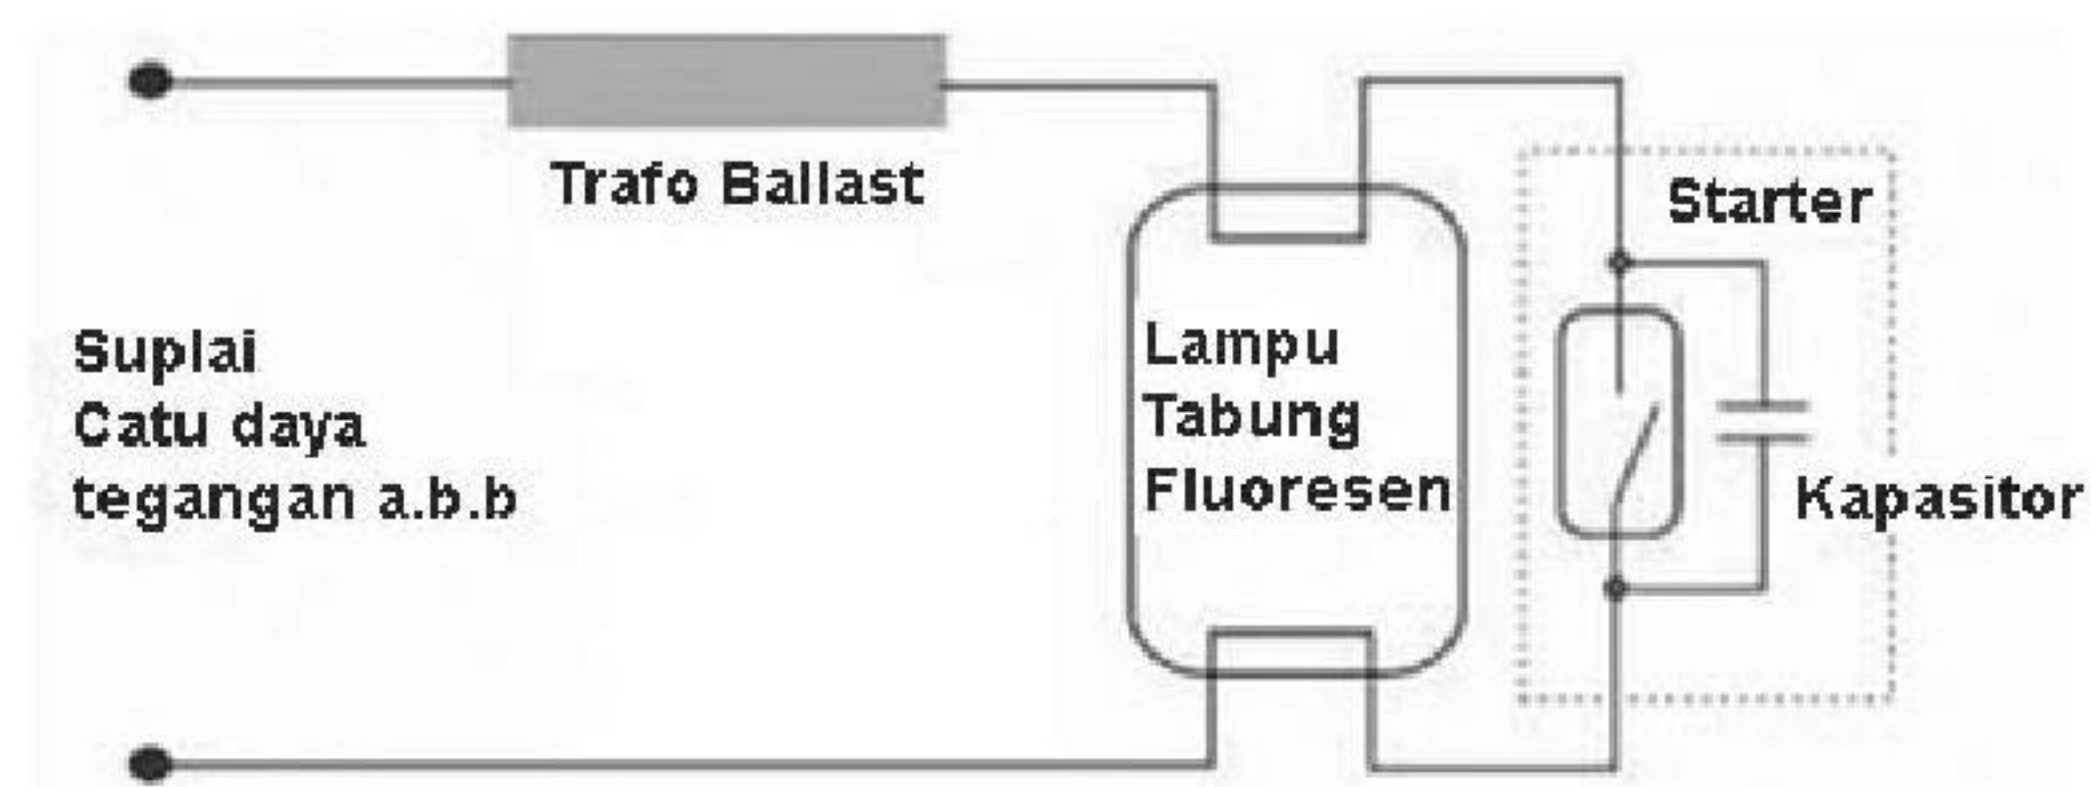 Trafo Ballast
Starter
Suplai
Catu daya
tegangan a.b.b
Lampu
Tabung
Fluoresen
Kapasitor